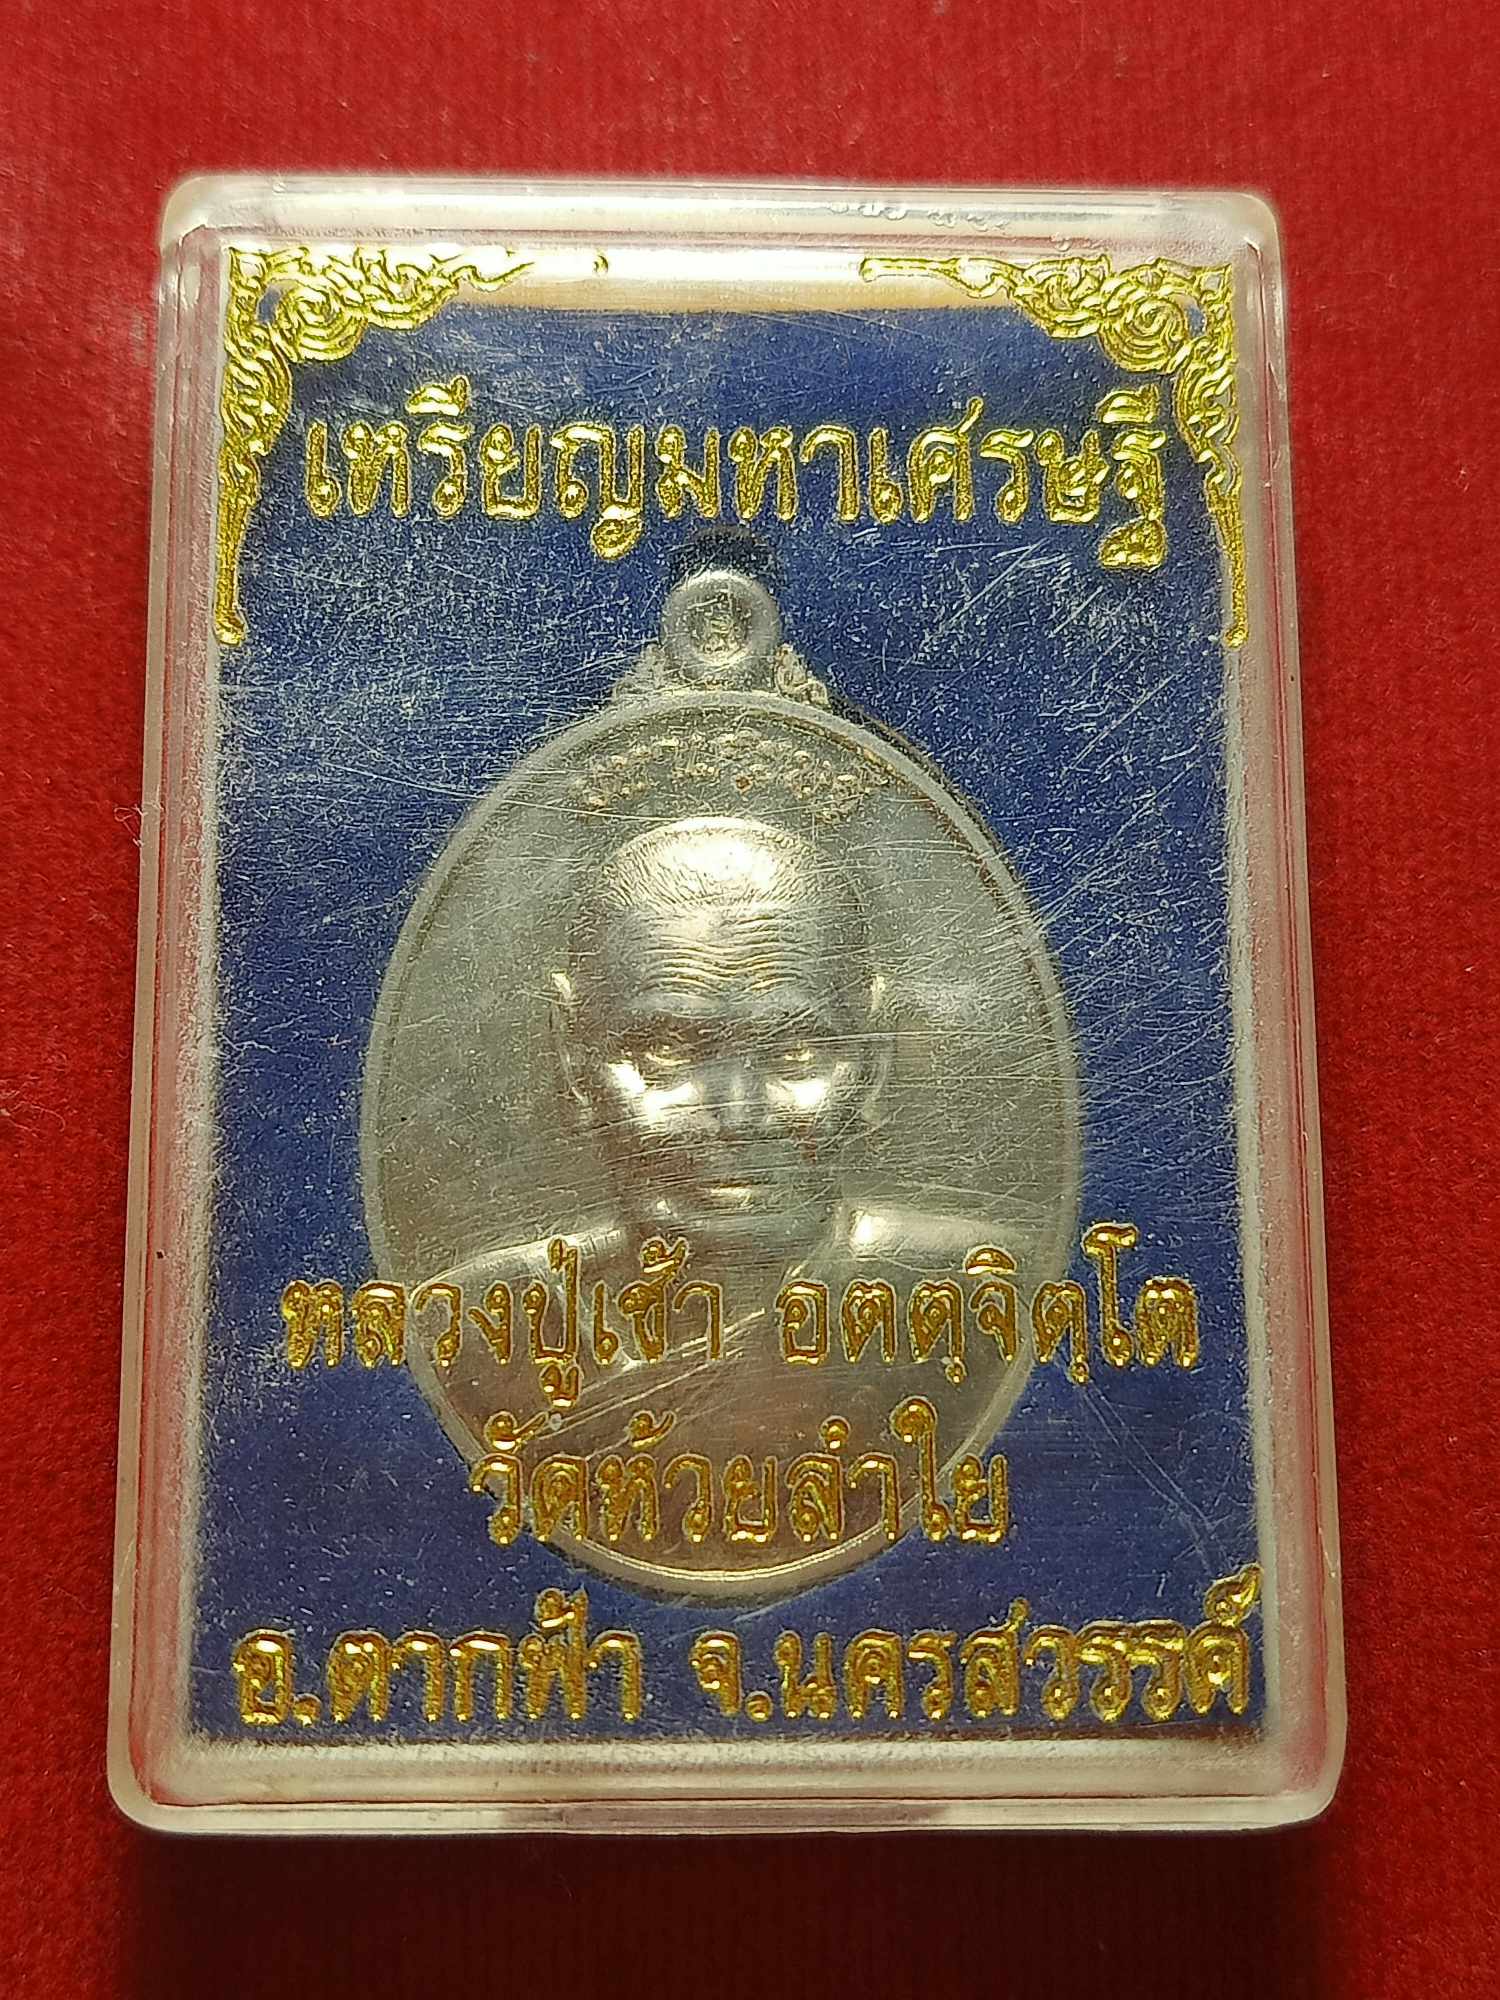 เหรียญมหาเศรษฐี
หลวงปู่เช้า อตตฺจิตฺโต
วัดห้วยลำใย
อ.ตากฟ้า จ.นครสวรรค์